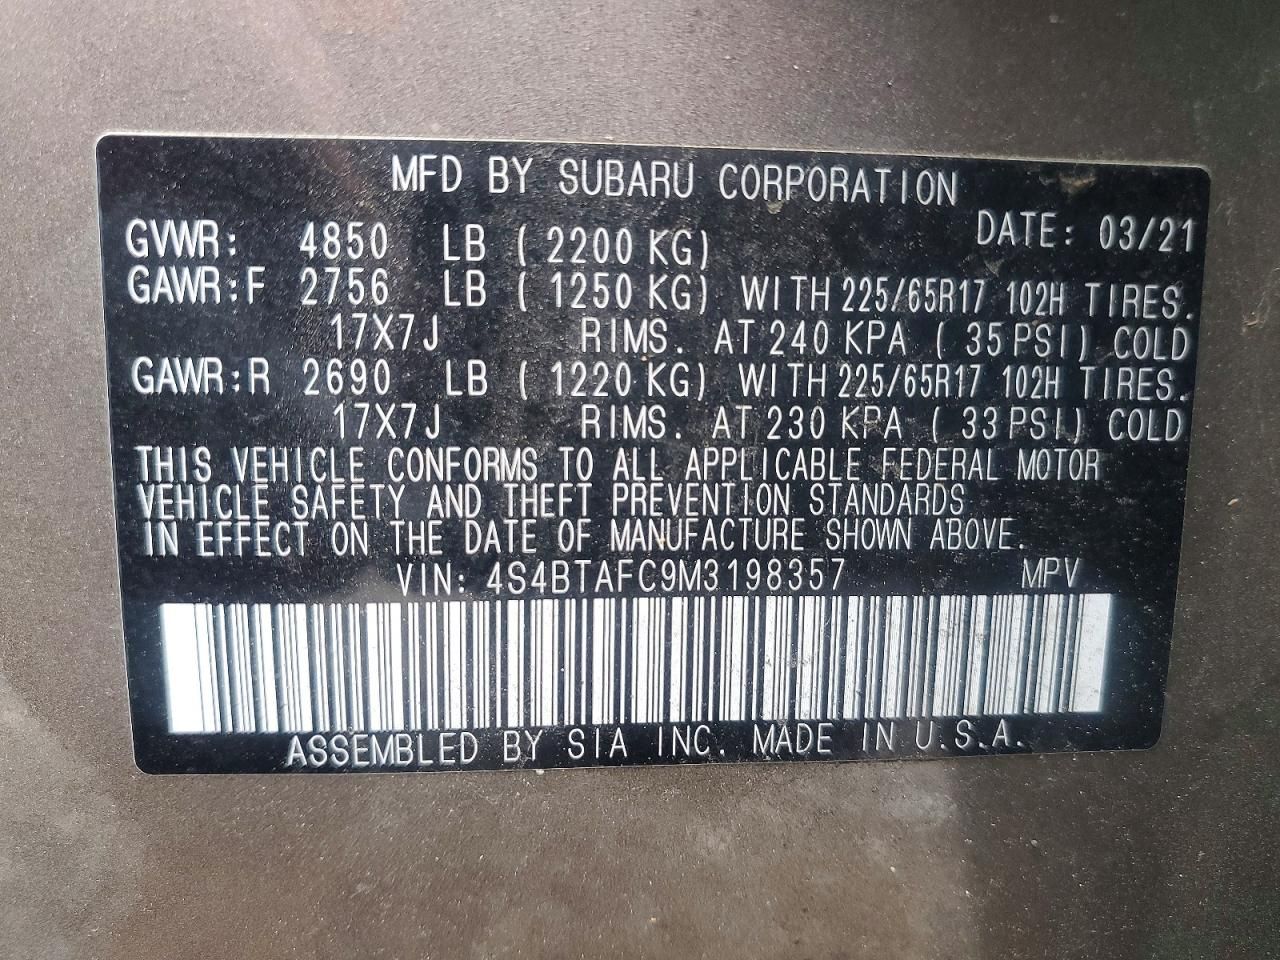 MFD BY SUBARU CORPORATION
DATE: 03/21
GVWR: 4850 LB ( 2200 KG)
GAWR:F 2756 LB ( 1250 KG) WITH 225/65R17 102H TIRES.
17X7J RIMS. AT 240 KPA ( 35 PSI) COLD
GAWR:R 2690 LB ( 1220 KG) WITH 225/65R17 102H TIRES.
17X7J RIMS. AT 230 KPA ( 33 PSI) COLD
THIS VEHICLE CONFORMS TO ALL APPLICABLE FEDERAL MOTOR
VEHICLE SAFETY AND THEFT PREVENTION STANDARDS
IN EFFECT ON THE DATE OF MANUFACTURE SHOWN ABOVE.
VIN: 4S4BTAFC9M3198357 MPV
ASSEMBLED BY SIA INC. MADE IN U.S.A.